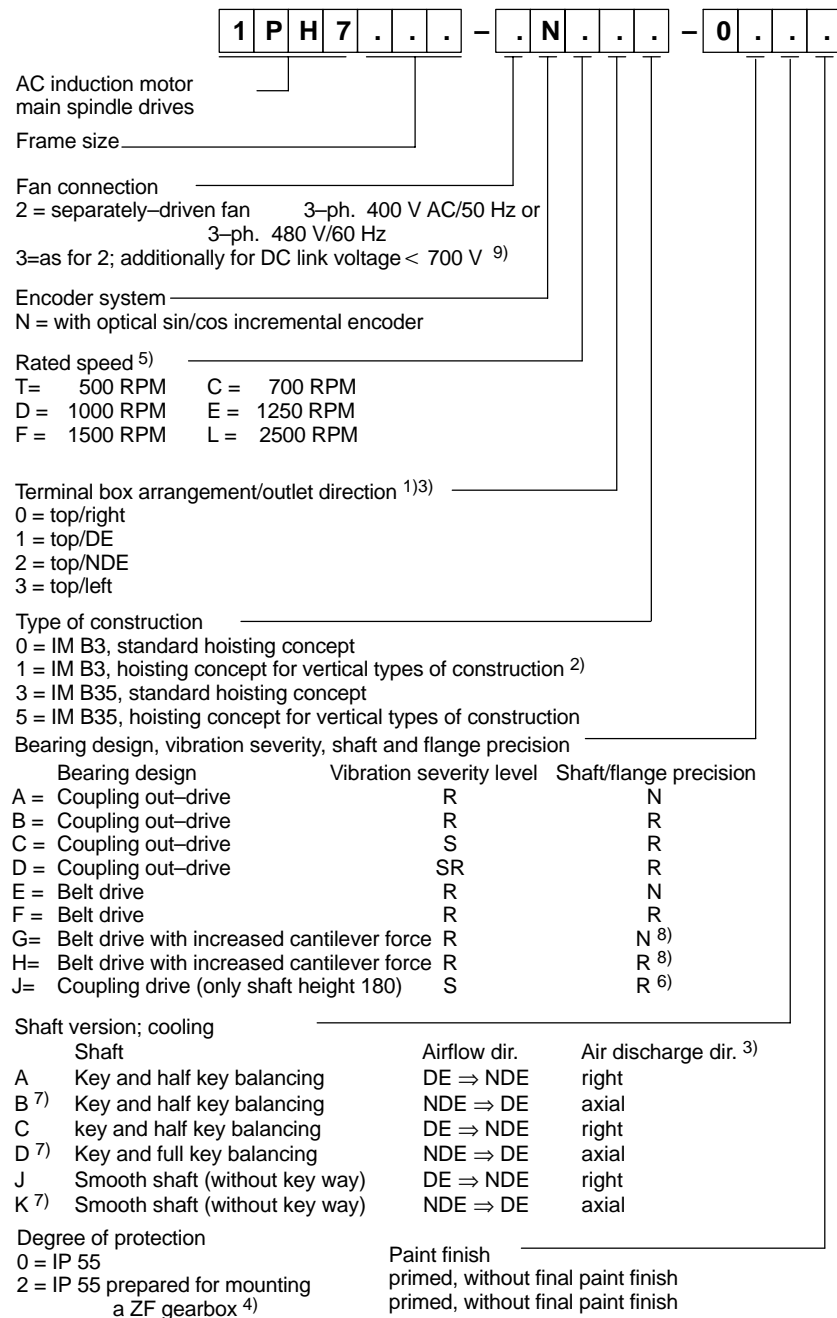 1 P H 7 . . . – . N . . . – 0 . . .
AC induction motor
main spindle drives
Frame size
Fan connection
2 = separately–driven fan 3–ph. 400 V AC/50 Hz or
3–ph. 480 V/60 Hz
3=as for 2; additionally for DC link voltage < 700 V 9)
Encoder system
N = with optical sin/cos incremental encoder
Rated speed 5)
T= 500 RPM C = 700 RPM
D = 1000 RPM E = 1250 RPM
F = 1500 RPM L = 2500 RPM
Terminal box arrangement/outlet direction 1)3)
0 = top/right
1 = top/DE
2 = top/NDE
3 = top/left
Type of construction
0 = IM B3, standard hoisting concept
1 = IM B3, hoisting concept for vertical types of construction 2)
3 = IM B35, standard hoisting concept
5 = IM B35, hoisting concept for vertical types of construction
Bearing design, vibration severity, shaft and flange precision
Bearing design Vibration severity level Shaft/flange precision
A = Coupling out–drive R N
B = Coupling out–drive R R
C = Coupling out–drive S R
D = Coupling out–drive SR R
E = Belt drive R N
F = Belt drive R R
G= Belt drive with increased cantilever force R N 8)
H= Belt drive with increased cantilever force R R 8)
J= Coupling drive (only shaft height 180) S R 6)
Shaft version; cooling
Shaft Airflow dir. Air discharge dir. 3)
A Key and half key balancing DE ⇒ NDE right
B 7) Key and half key balancing NDE ⇒ DE axial
C key and half key balancing DE ⇒ NDE right
D 7) Key and full key balancing NDE ⇒ DE axial
J Smooth shaft (without key way) DE ⇒ NDE right
K 7) Smooth shaft (without key way) NDE ⇒ DE axial
Degree of protection
0 = IP 55
2 = IP 55 prepared for mounting
a ZF gearbox 4)
Paint finish
primed, without final paint finish
primed, without final paint finish